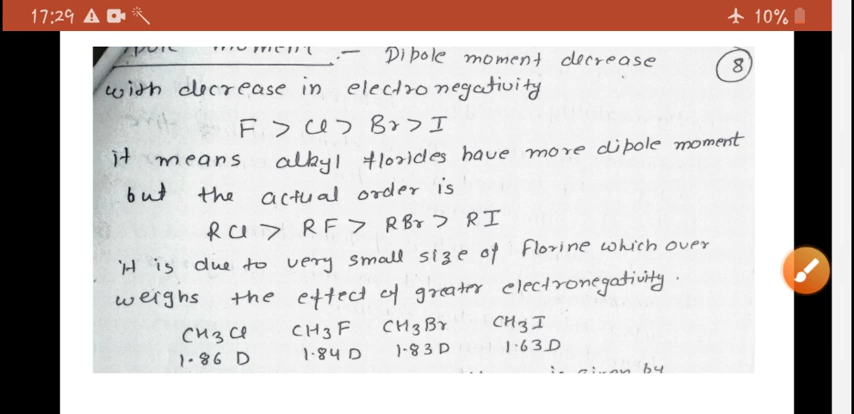 17:29
10%
:- Dipole moment decrease
8
with decrease in electronegativity
F > Cl > Br > I
it means alkyl florides have more dipole moment
but the actual order is
RCl > RF > RBr > RI
It is due to very small size of florine which over
weighs the effect of greater electronegativity.
CH3Cl CH3F CH3Br CH3I
1.86 D 1.84 D 1.83 D 1.63 D
by